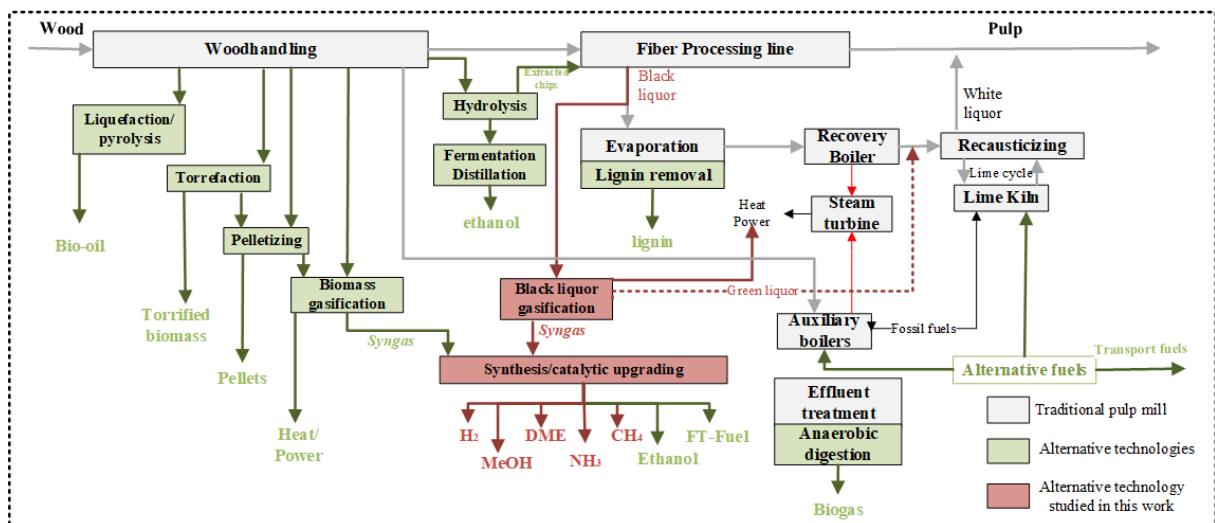 Wood
Woodhandling
Fiber Processing line
Pulp
Extracted
chips
Black
liquor
White
liquor
Liquefaction/
pyrolysis
Hydrolysis
Evaporation
Lignin removal
Recovery
Boiler
Recausticizing
Lime cycle
Lime Kiln
Torrefaction
Fermentation
Distillation
ethanol
lignin
Heat
Power
Steam
turbine
Bio-oil
Pelletizing
Biomass
gasification
Black liquor
gasification
Green liquor
Auxiliary
boilers
Fossil fuels
Torrified
biomass
Syngas
Syngas
Pellets
Synthesis/catalytic upgrading
Alternative fuels
Transport fuels
Heat/
Power
H2
MeOH
DME
NH3
CH4
Ethanol
FT-Fuel
Effluent
treatment
Anaerobic
digestion
Biogas
Traditional pulp mill
Alternative technologies
Alternative technology
studied in this work